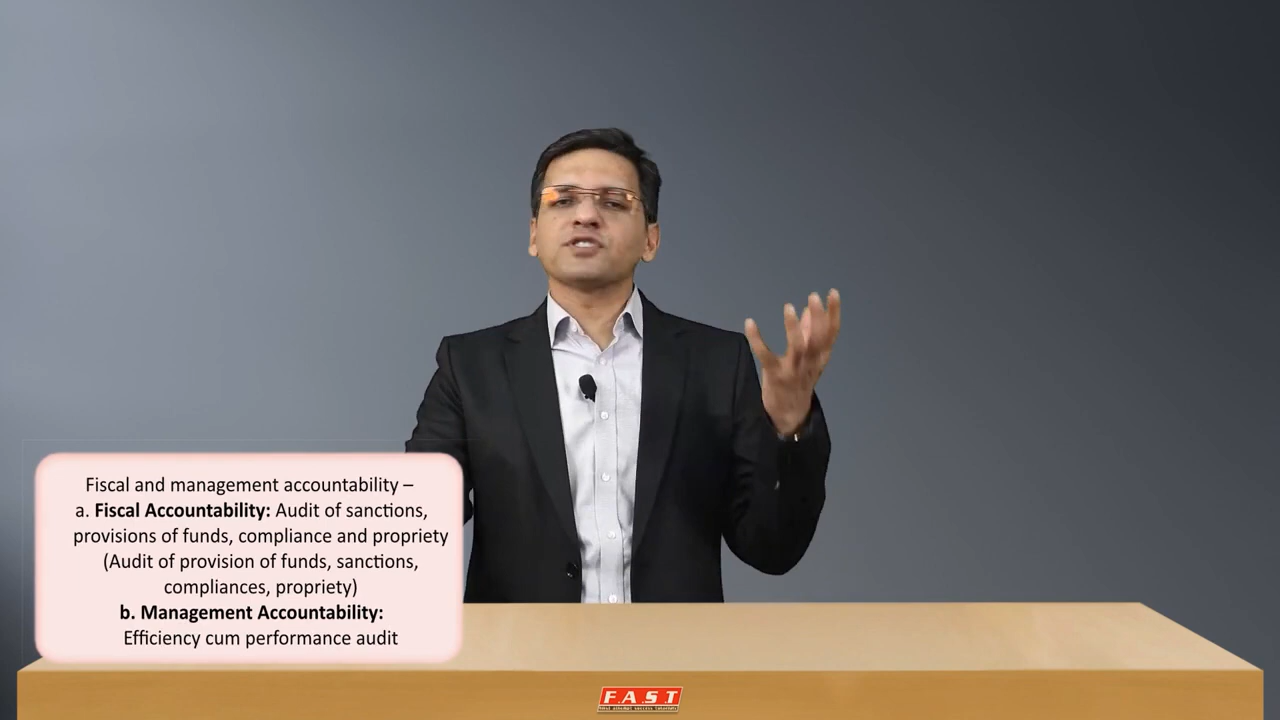 Fiscal and management accountability –
a. Fiscal Accountability: Audit of sanctions,
provisions of funds, compliance and propriety
(Audit of provision of funds, sanctions,
compliances, propriety)
b. Management Accountability:
Efficiency cum performance audit
F.A.S.T